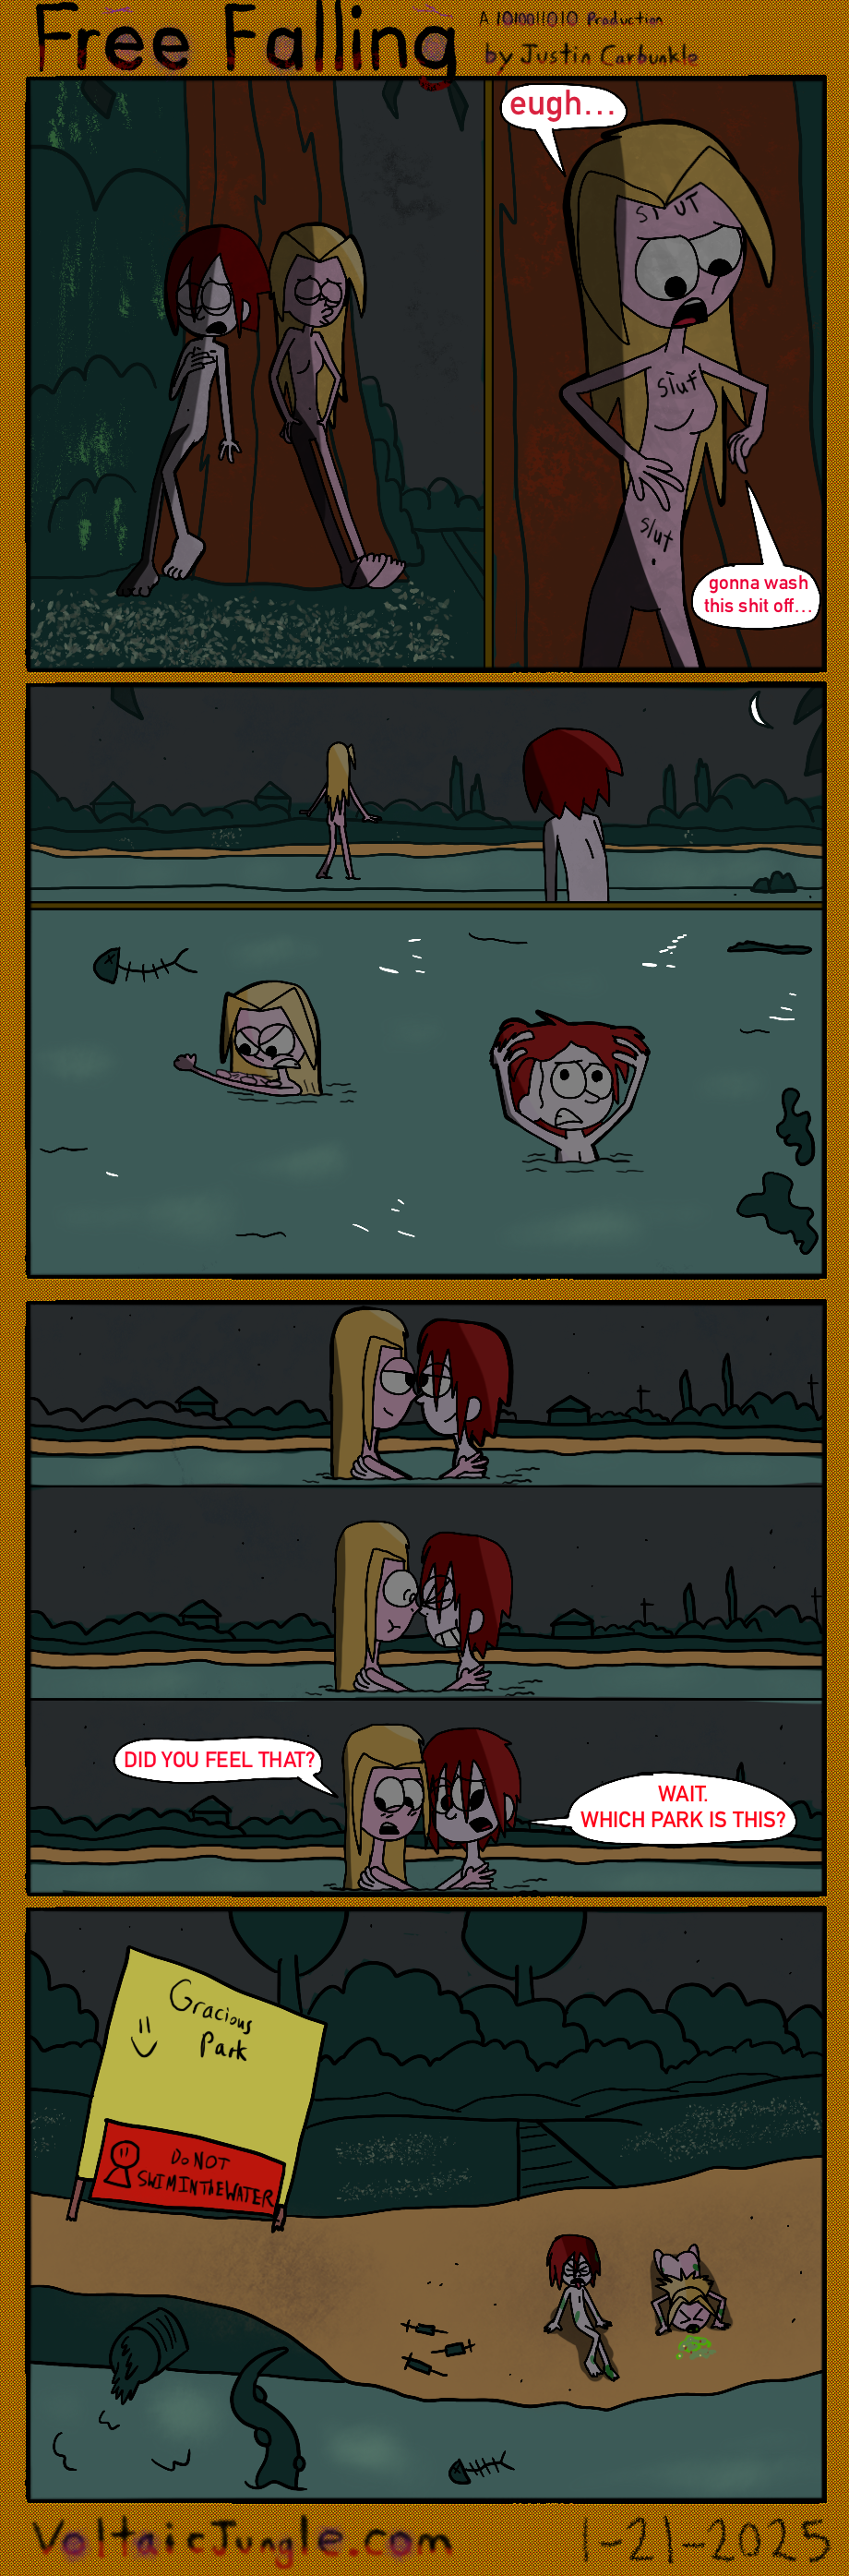 Free Falling
A 1010011010 Production
by Justin Carbunkle
eugh...
SLUT
slut
slut
gonna wash
this shit off...
DID YOU FEEL THAT?
WAIT.
WHICH PARK IS THIS?
Gracious
Park
DO NOT
SWIM IN THE WATER
VoltaicJungle.com
1-21-2025